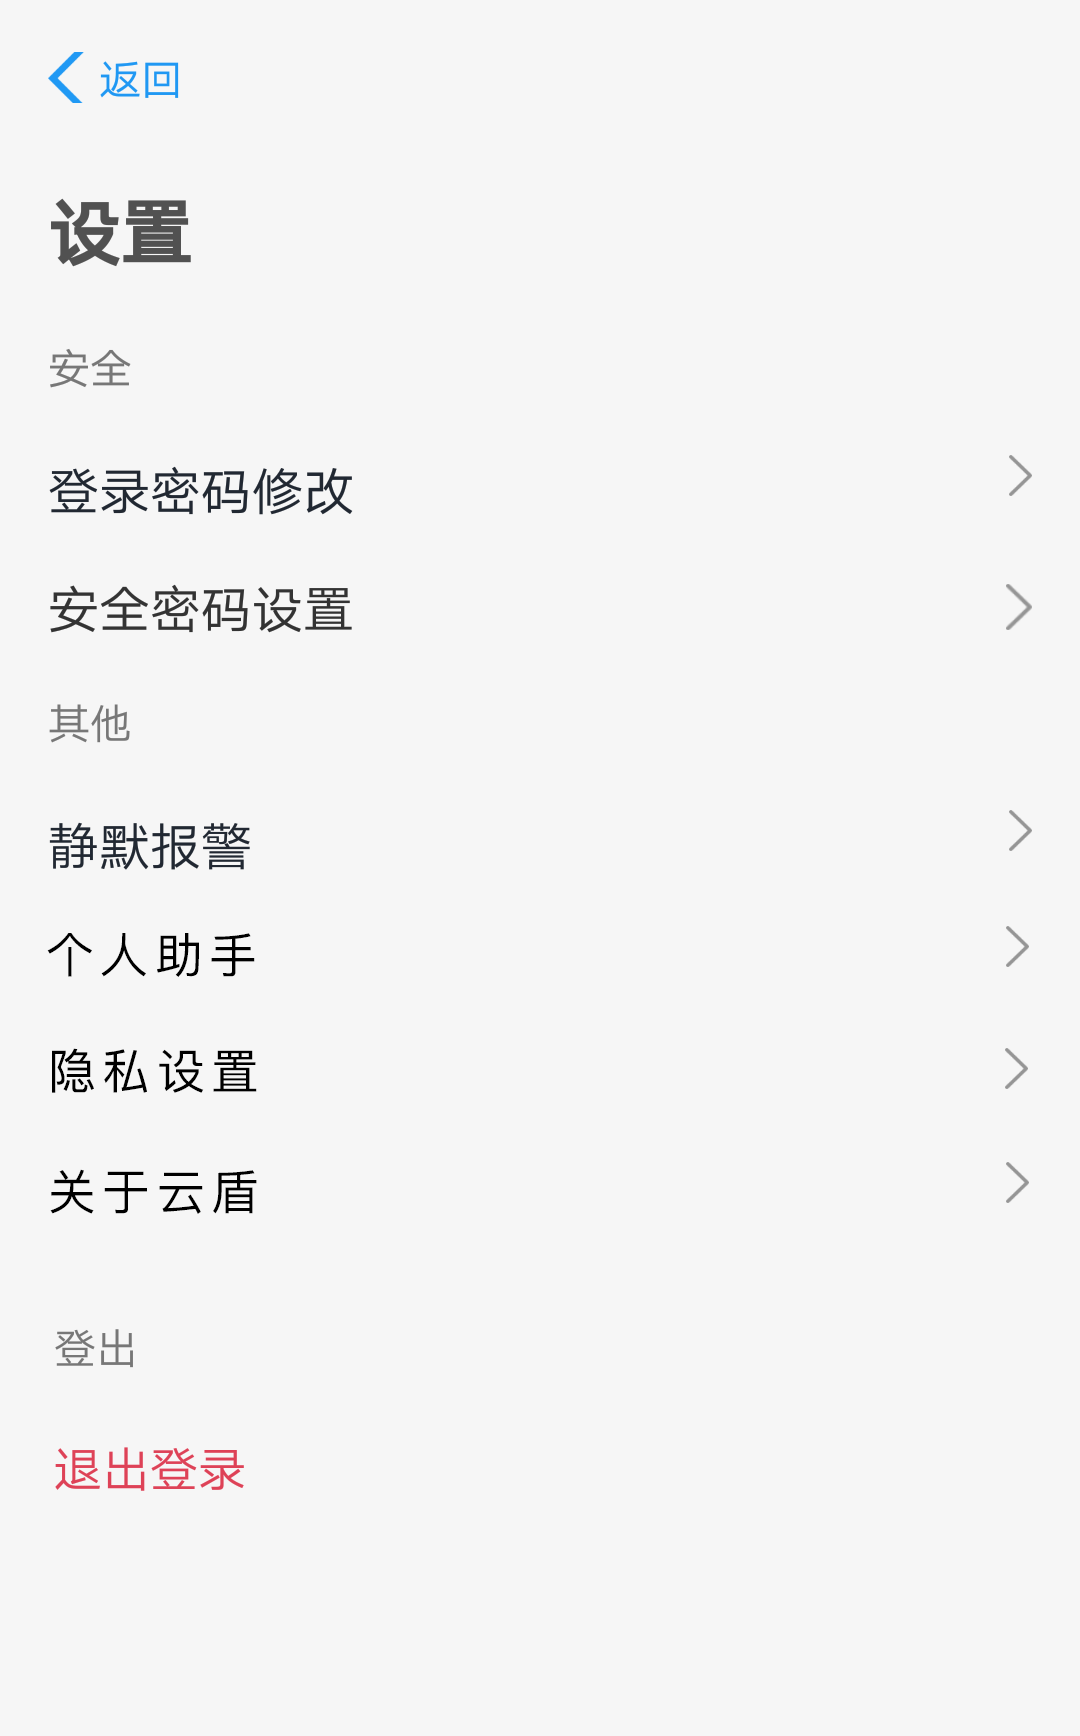 返回
设置
安全
登录密码修改
安全密码设置
其他
静默报警
个人助手
隐私设置
关于云盾
登出
退出登录